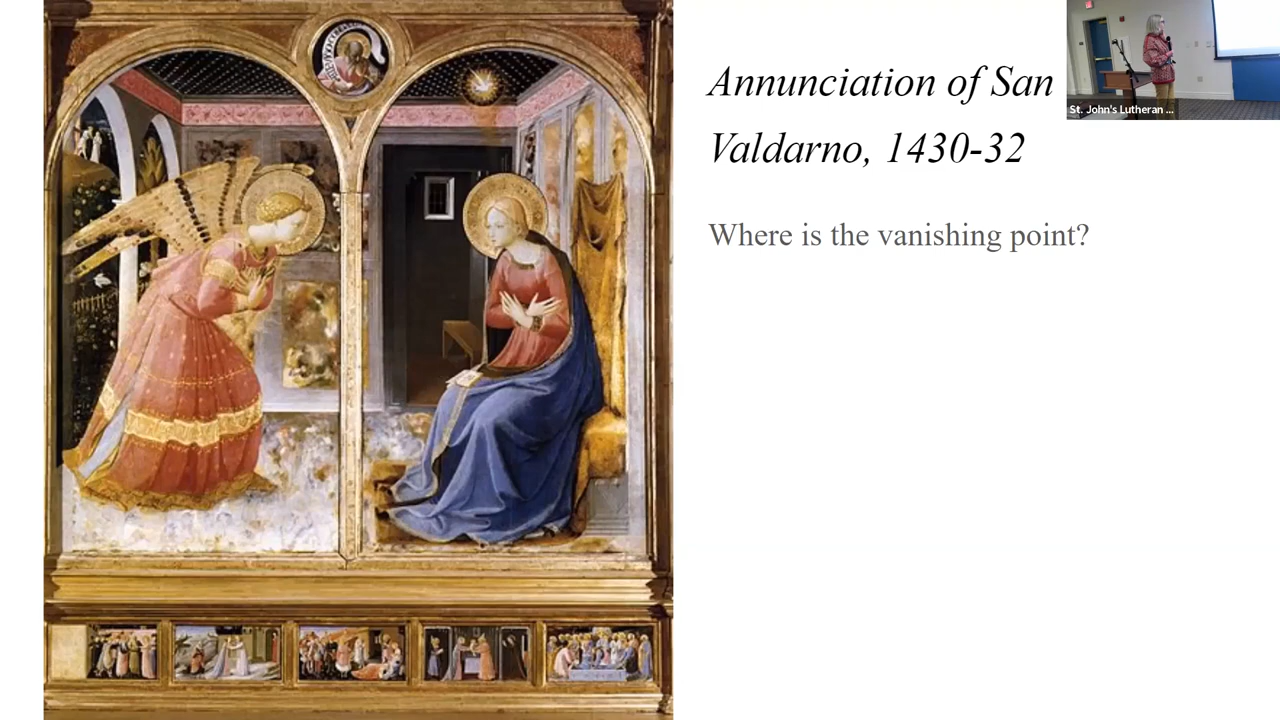 Annunciation of San
Valdarno, 1430-32
Where is the vanishing point?
St. John's Lutheran ...